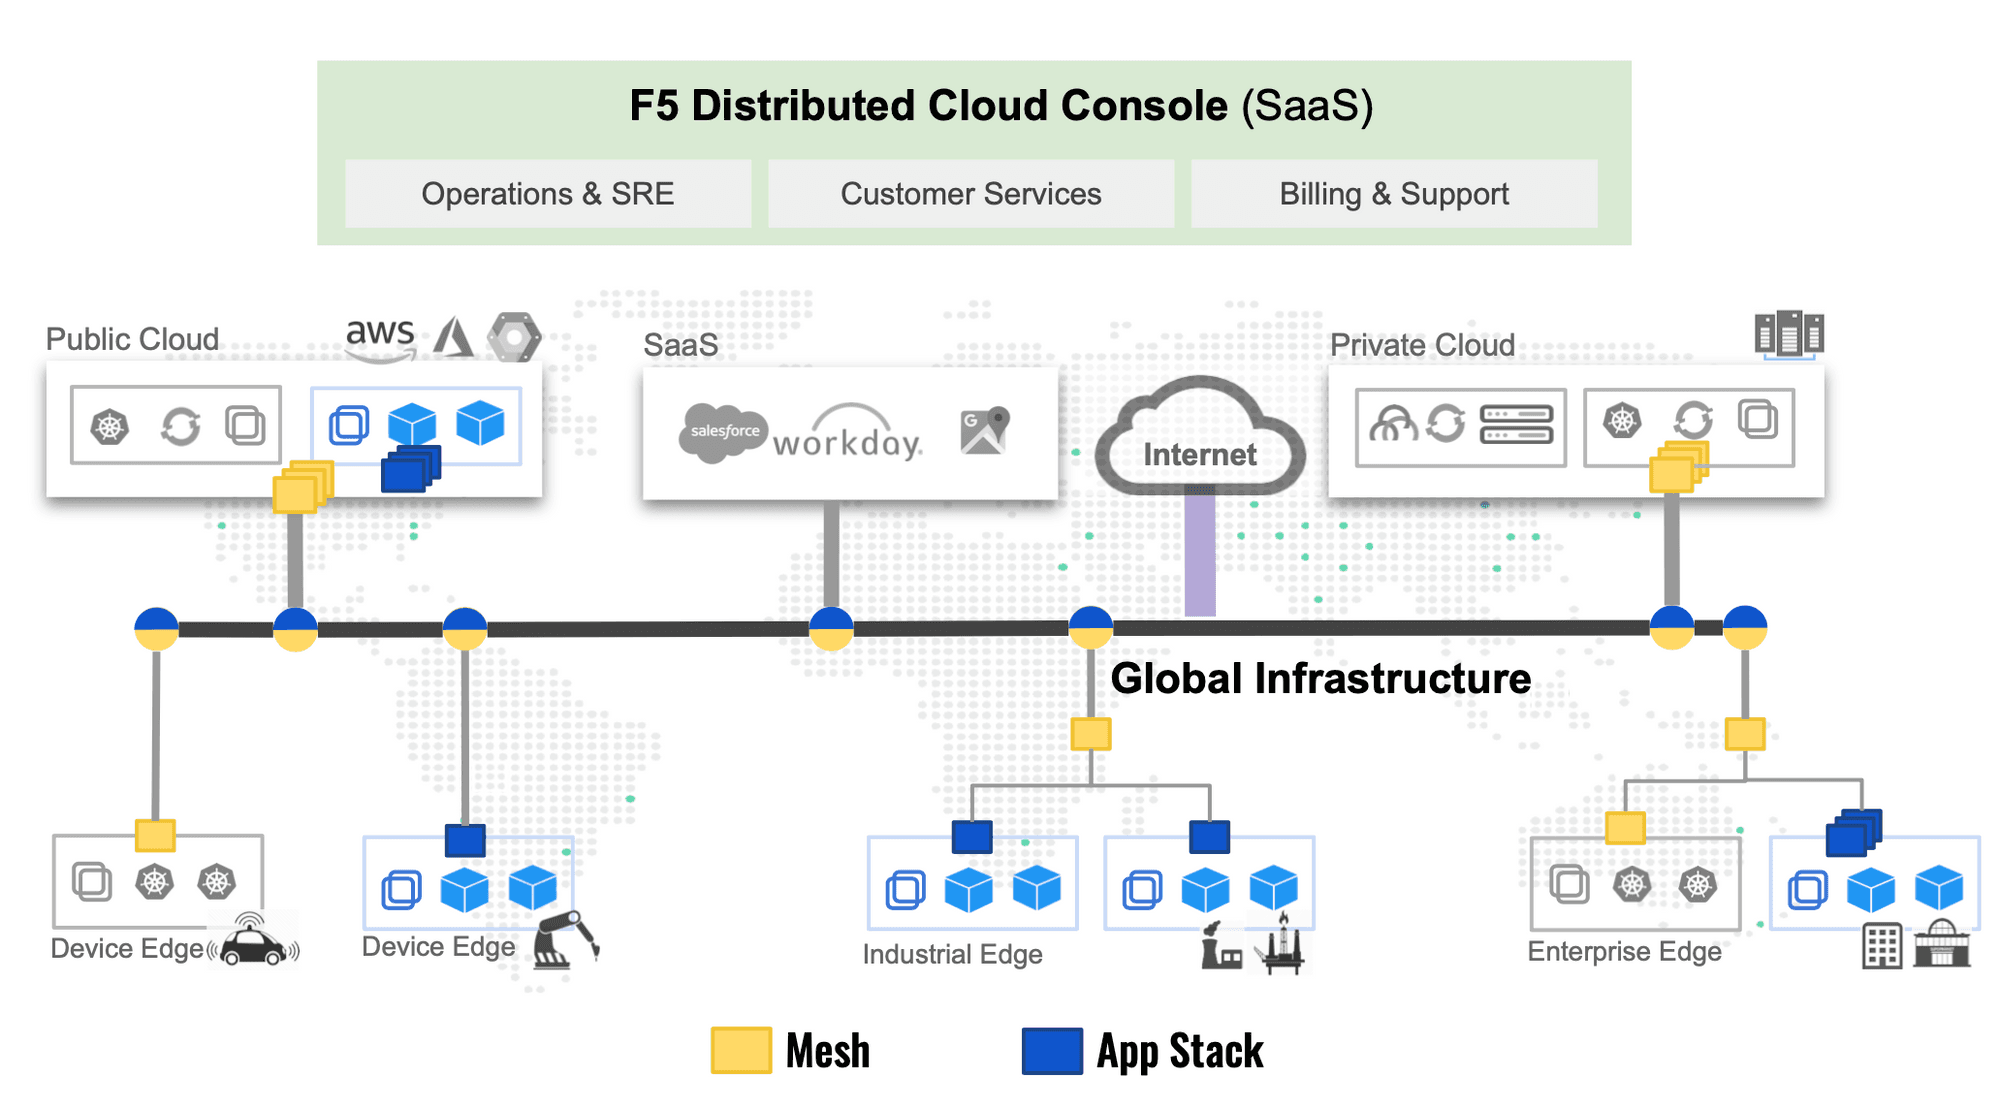 F5 Distributed Cloud Console (SaaS)
Operations & SRE
Customer Services
Billing & Support
Public Cloud
aws
SaaS
salesforce
workday.
G
Internet
Private Cloud
Global Infrastructure
Device Edge
Device Edge
Industrial Edge
Enterprise Edge
Mesh
App Stack